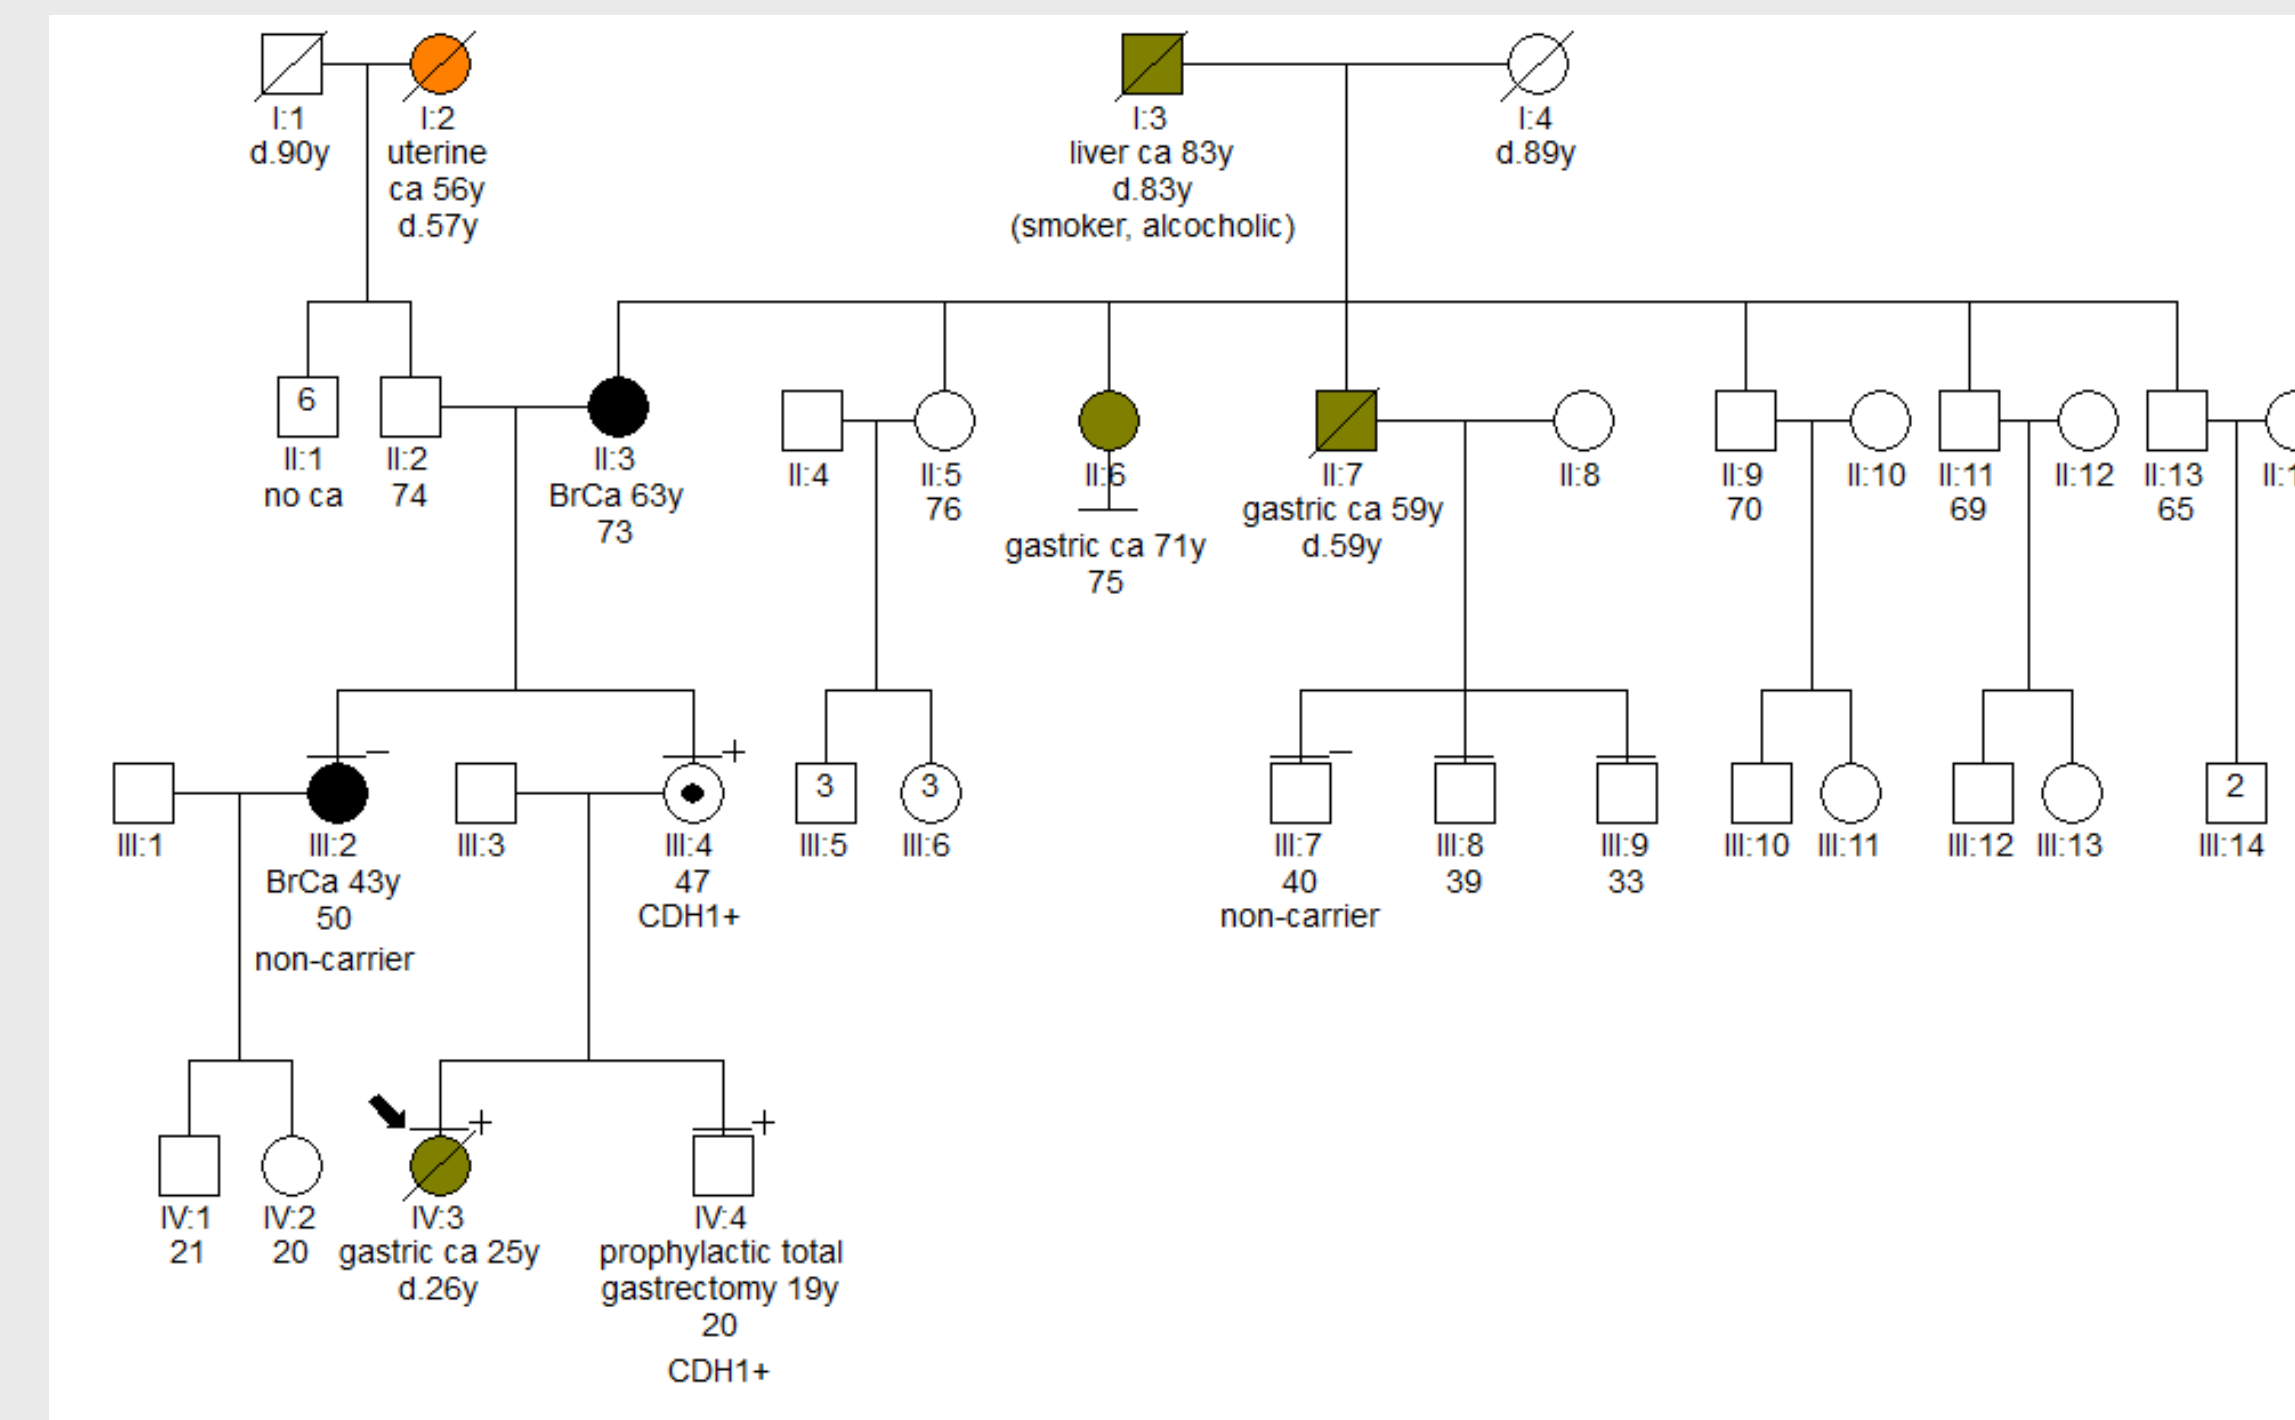 I:1
d.90y
I:2
uterine
ca 56y
d.57y
I:3
liver ca 83y
d.83y
(smoker, alcocholic)
I:4
d.89y
6
II:1
no ca
II:2
74
II:3
BrCa 63y
73
II:4
II:5
76
II:6
gastric ca 71y
75
II:7
gastric ca 59y
d.59y
II:8
II:9
70
II:10
II:11
69
II:12
II:13
65
II:1
III:1
−
III:2
BrCa 43y
50
non-carrier
III:3
+
III:4
47
CDH1+
3
III:5
3
III:6
−
III:7
40
non-carrier
III:8
39
III:9
33
III:10
III:11
III:12
III:13
2
III:14
IV:1
21
IV:2
20
+
IV:3
gastric ca 25y
d.26y
+
IV:4
prophylactic total
gastrectomy 19y
20
CDH1+